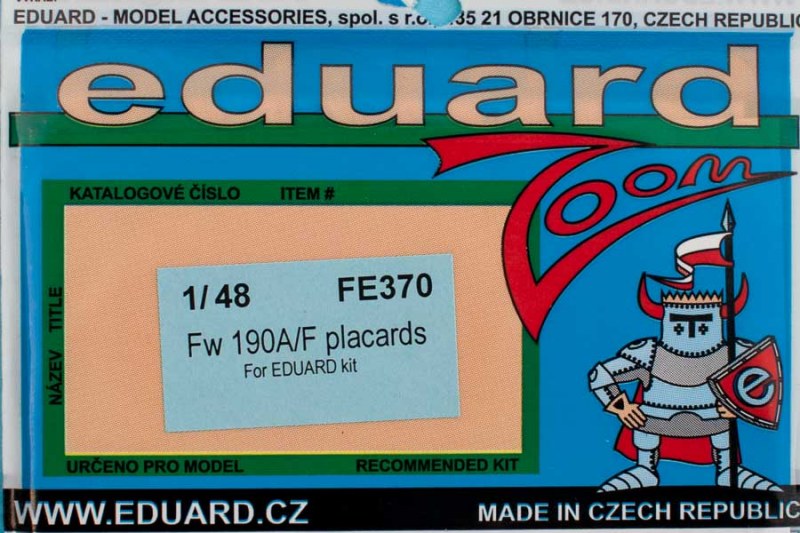 EDUARD - MODEL ACCESSORIES, spol. s r.o. 435 21 OBRNICE 170, CZECH REPUBLIC
eduard
Zoom
KATALOGOVÉ ČÍSLO ITEM #
1/48 FE370
Fw 190A/F placards
For EDUARD kit
NÁZEV TITLE
e
URČENO PRO MODEL RECOMMENDED KIT
WWW.EDUARD.CZ MADE IN CZECH REPUBLIC